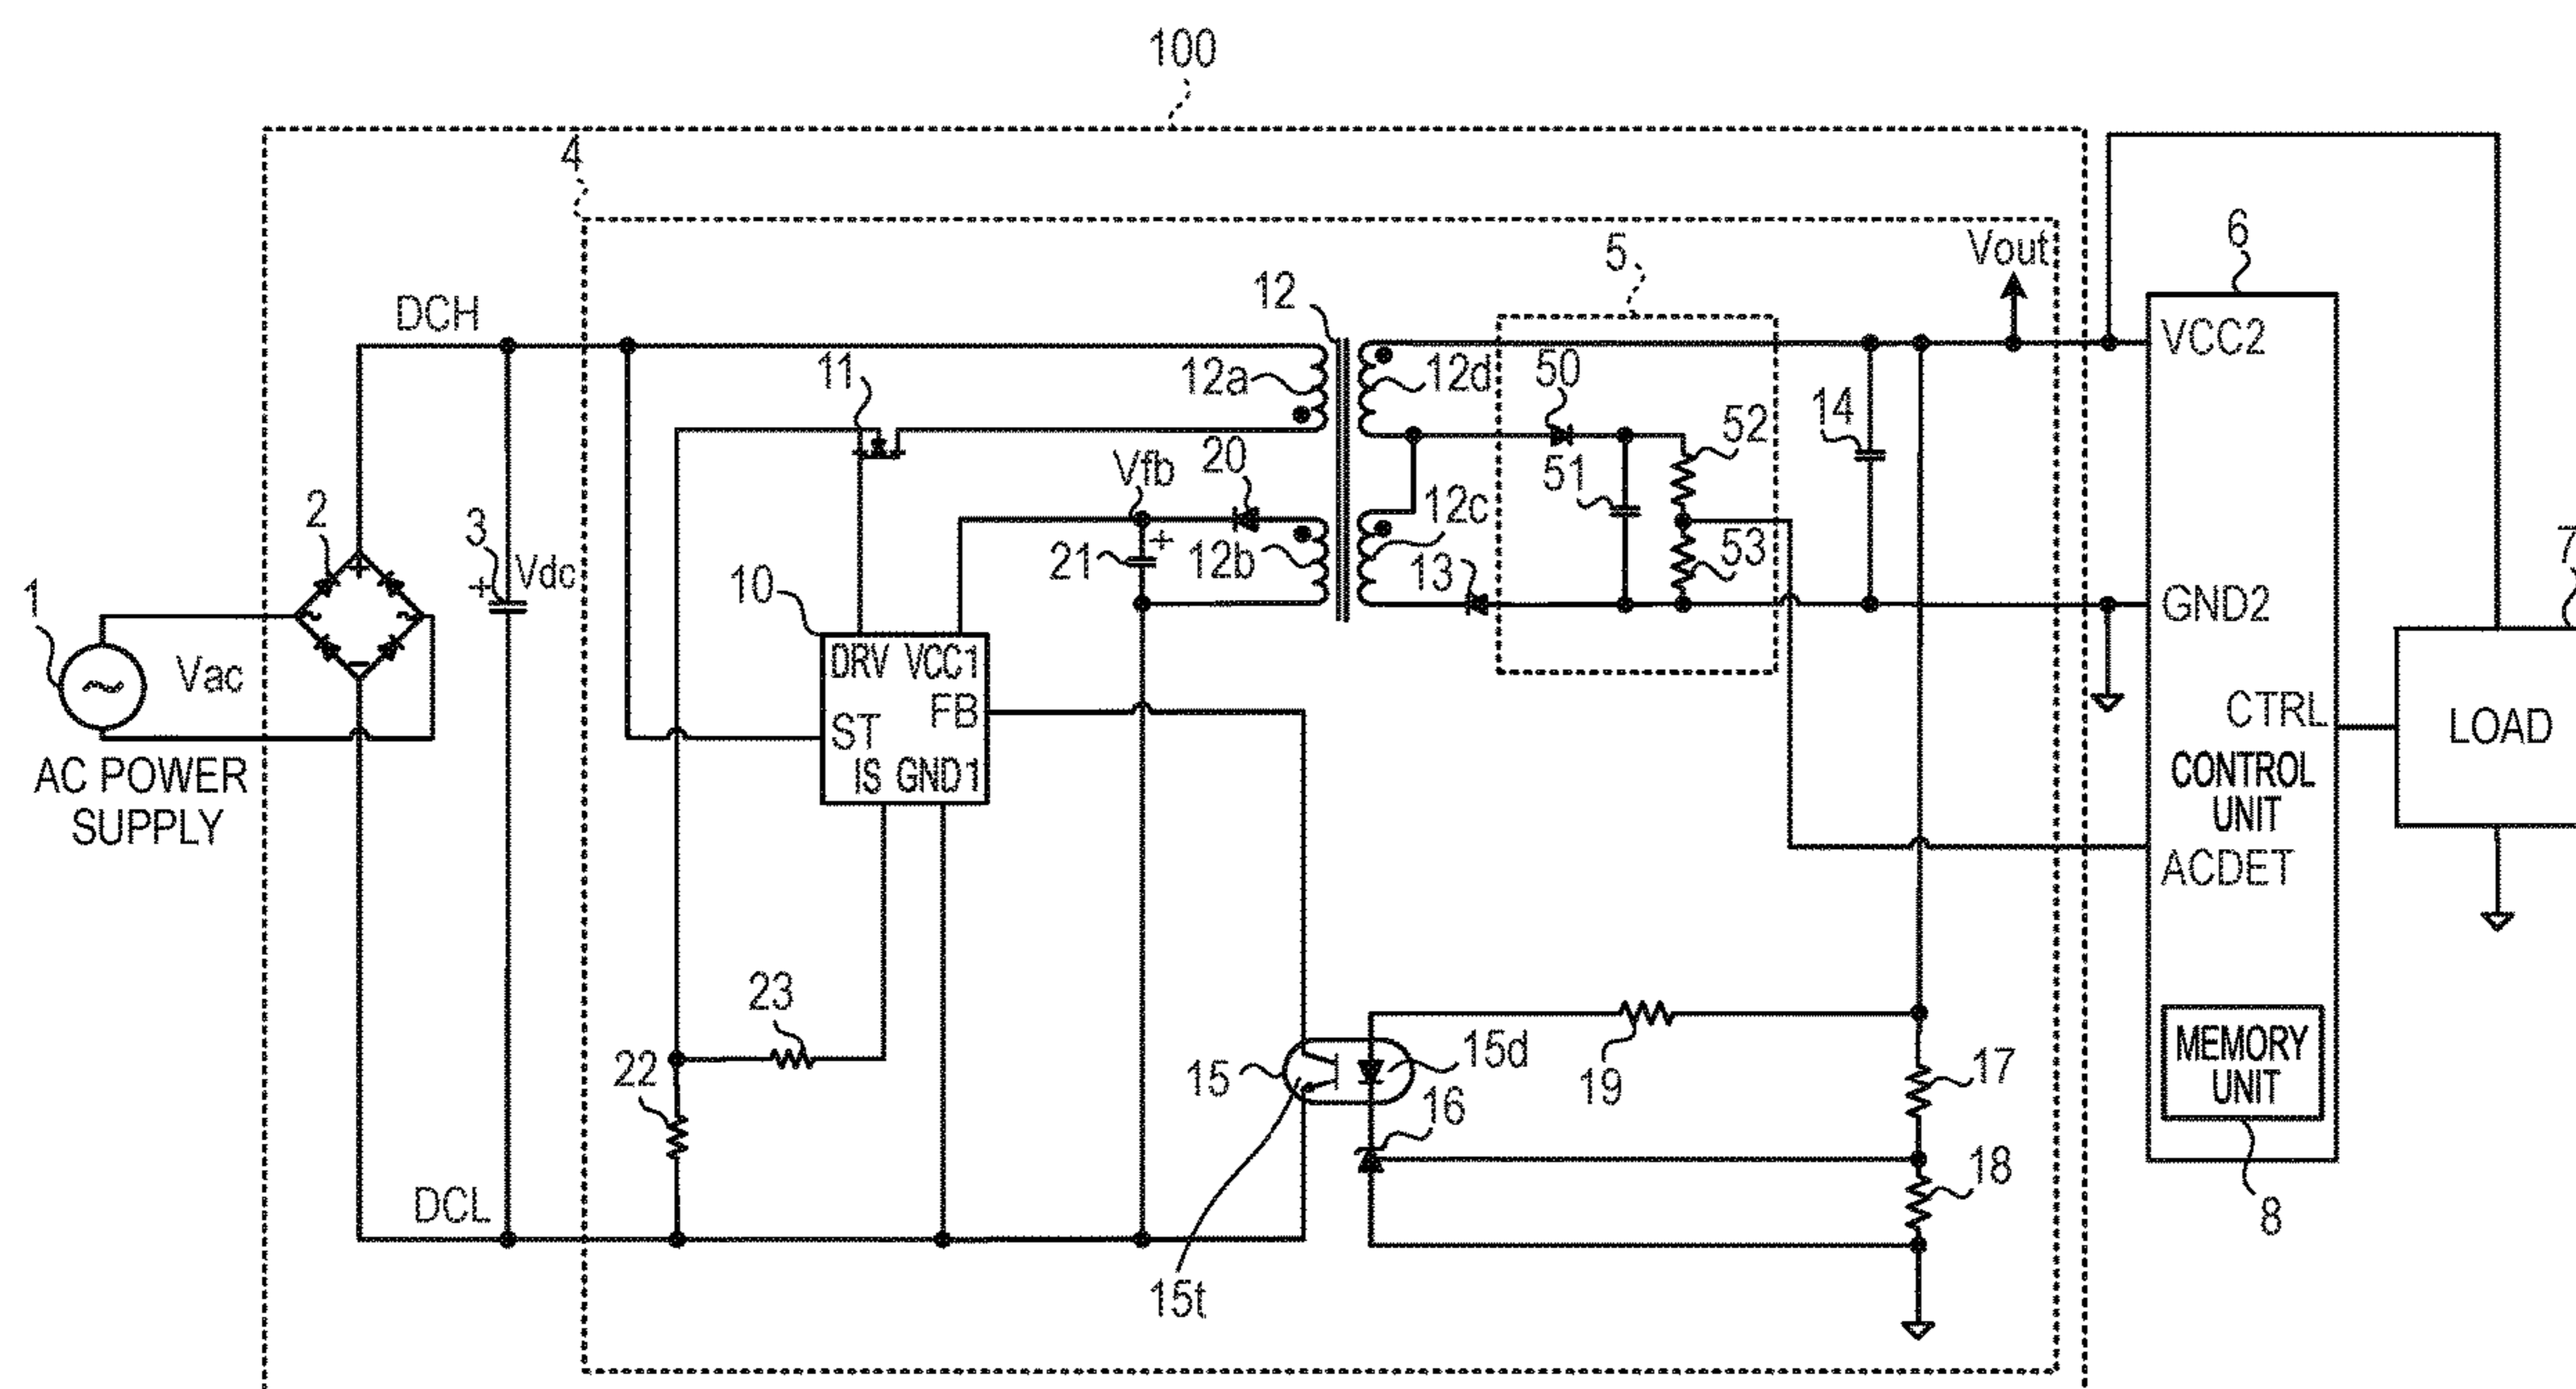 100
4
5
Vout
6
12
DCH
VCC2
11
12a
12d
50
14
52
Vfb
20
2
3
+
Vdc
+
51
12c
7
21
12b
13
53
10
1
GND2
Vac
DRV VCC1
FB
ST
CTRL
LOAD
IS GND1
AC POWER
SUPPLY
CONTROL
UNIT
ACDET
23
22
15
15d
19
17
MEMORY
UNIT
16
18
DCL
8
15t